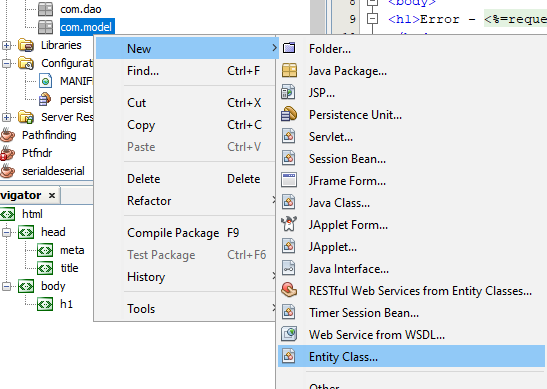 com.dao
com.model
Libraries
Configurat
MANIF
persist
Server Res
Pathfinding
Ptfndr
serialdeserial
vigator ×
html
head
meta
title
body
h1
New
Find... Ctrl+F
Cut Ctrl+X
Copy Ctrl+C
Paste Ctrl+V
Delete Delete
Refactor
Compile Package F9
Test Package Ctrl+F6
History
Tools
8 <body>
9 <h1>Error - <%=reque
Folder...
Java Package...
JSP...
Persistence Unit...
Servlet...
Session Bean...
JFrame Form...
Java Class...
JApplet Form...
JApplet...
Java Interface...
RESTful Web Services from Entity Classes...
Timer Session Bean...
Web Service from WSDL...
Entity Class...